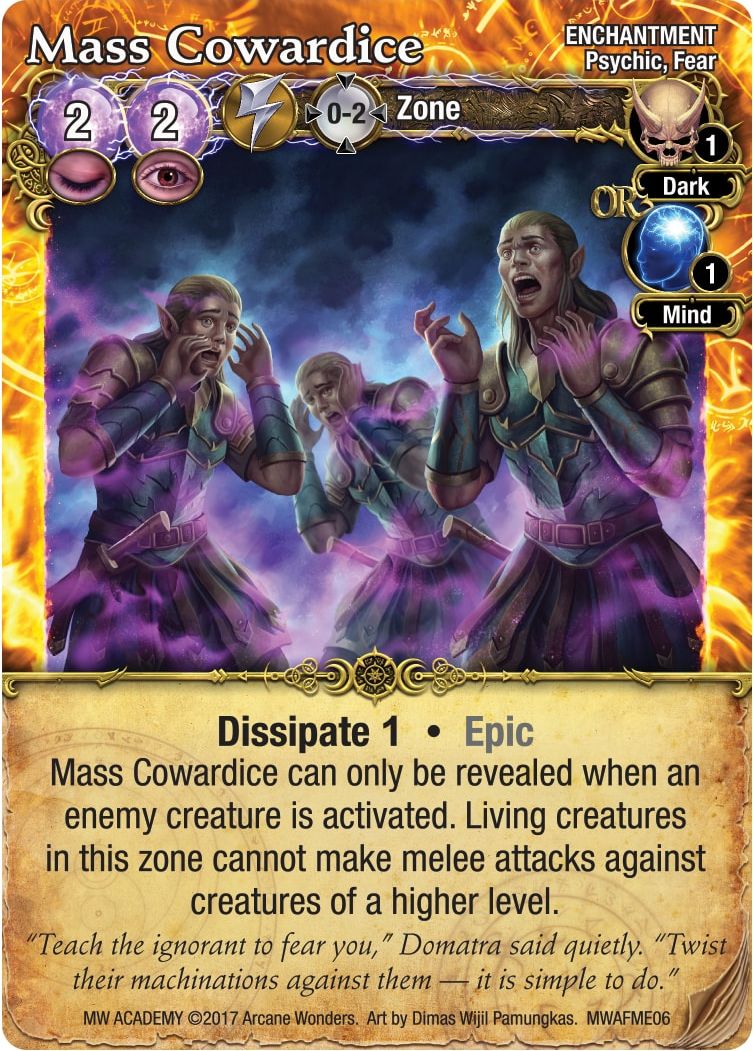 Mass Cowardice
ENCHANTMENT
Psychic, Fear
2 2 0-2 Zone
1
Dark
OR
1
Mind
Dissipate 1 • Epic
Mass Cowardice can only be revealed when an
enemy creature is activated. Living creatures
in this zone cannot make melee attacks against
creatures of a higher level.
“Teach the ignorant to fear you,” Domatra said quietly. “Twist
their machinations against them — it is simple to do.”
MW ACADEMY ©2017 Arcane Wonders. Art by Dimas Wijil Pamungkas. MWAFME06